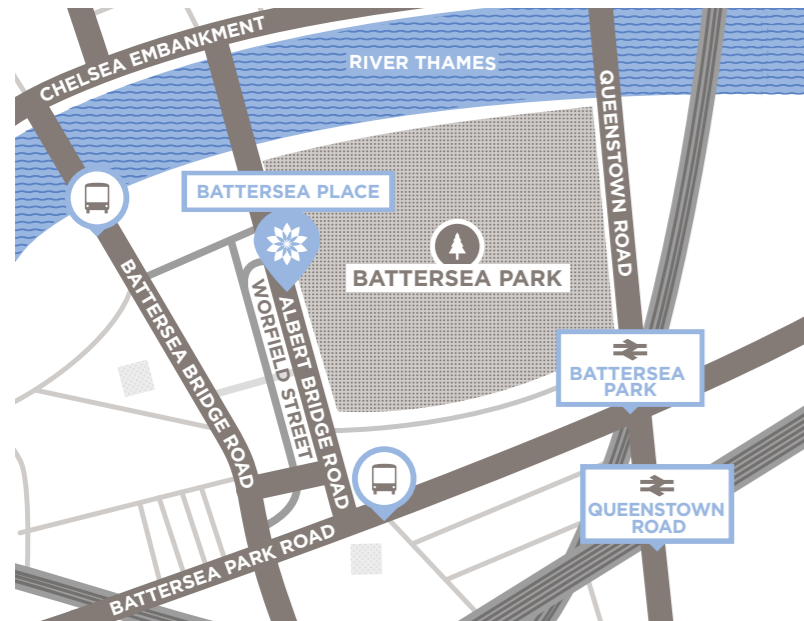 CHELSEA EMBANKMENT
RIVER THAMES
QUEENSTOWN ROAD
BATTERSEA PLACE
BATTERSEA PARK
BATTERSEA BRIDGE ROAD
WORFIELD STREET
ALBERT BRIDGE ROAD
BATTERSEA
PARK
QUEENSTOWN
ROAD
BATTERSEA PARK ROAD